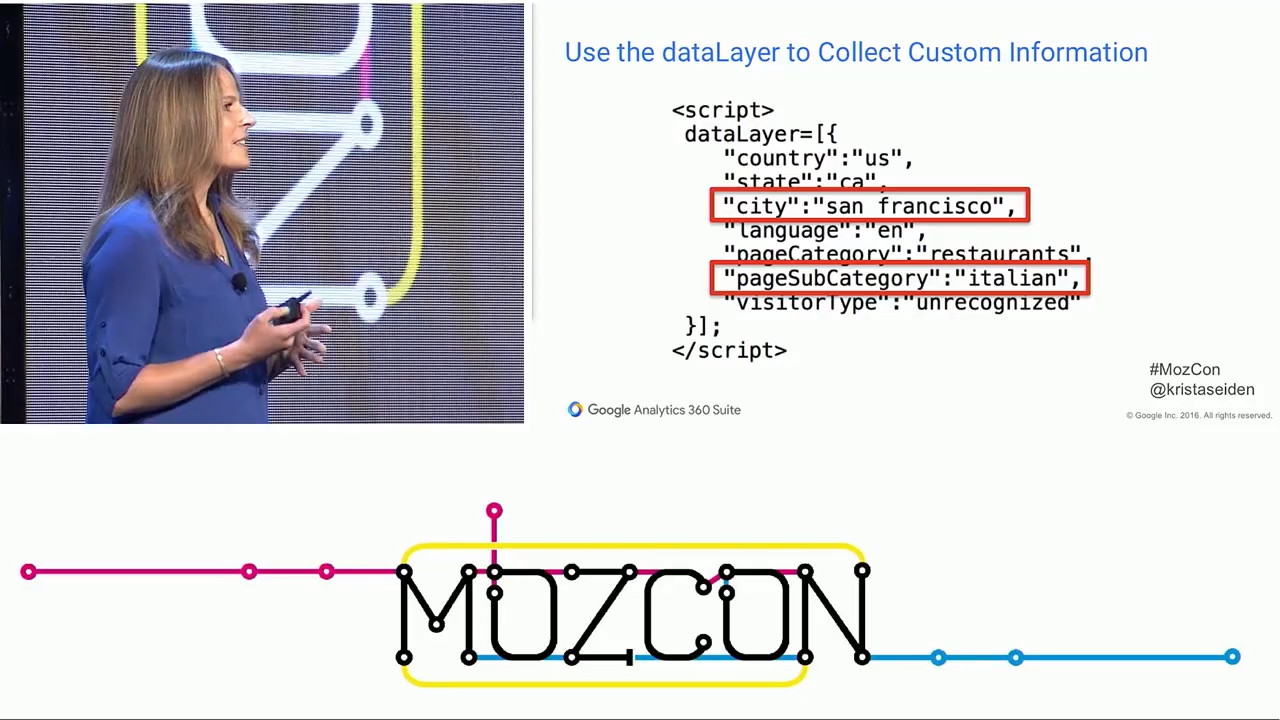 Use the dataLayer to Collect Custom Information
<script>
dataLayer=[{
"country":"us",
"state":"ca",
"city":"san francisco",
"language":"en",
"pageCategory":"restaurants",
"pageSubCategory":"italian",
"visitorType":"unrecognized"
}];
</script>
#MozCon
@kristaseiden
Google Analytics 360 Suite
© Google Inc. 2016. All rights reserved.
MOZCON